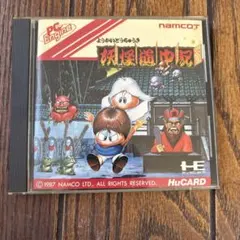 PC Engine
namcoT
ようかいどうちゅうき
妖怪道中記
HE
© 1987 NAMCO LTD., ALL RIGHTS RESERVED.
HuCARD